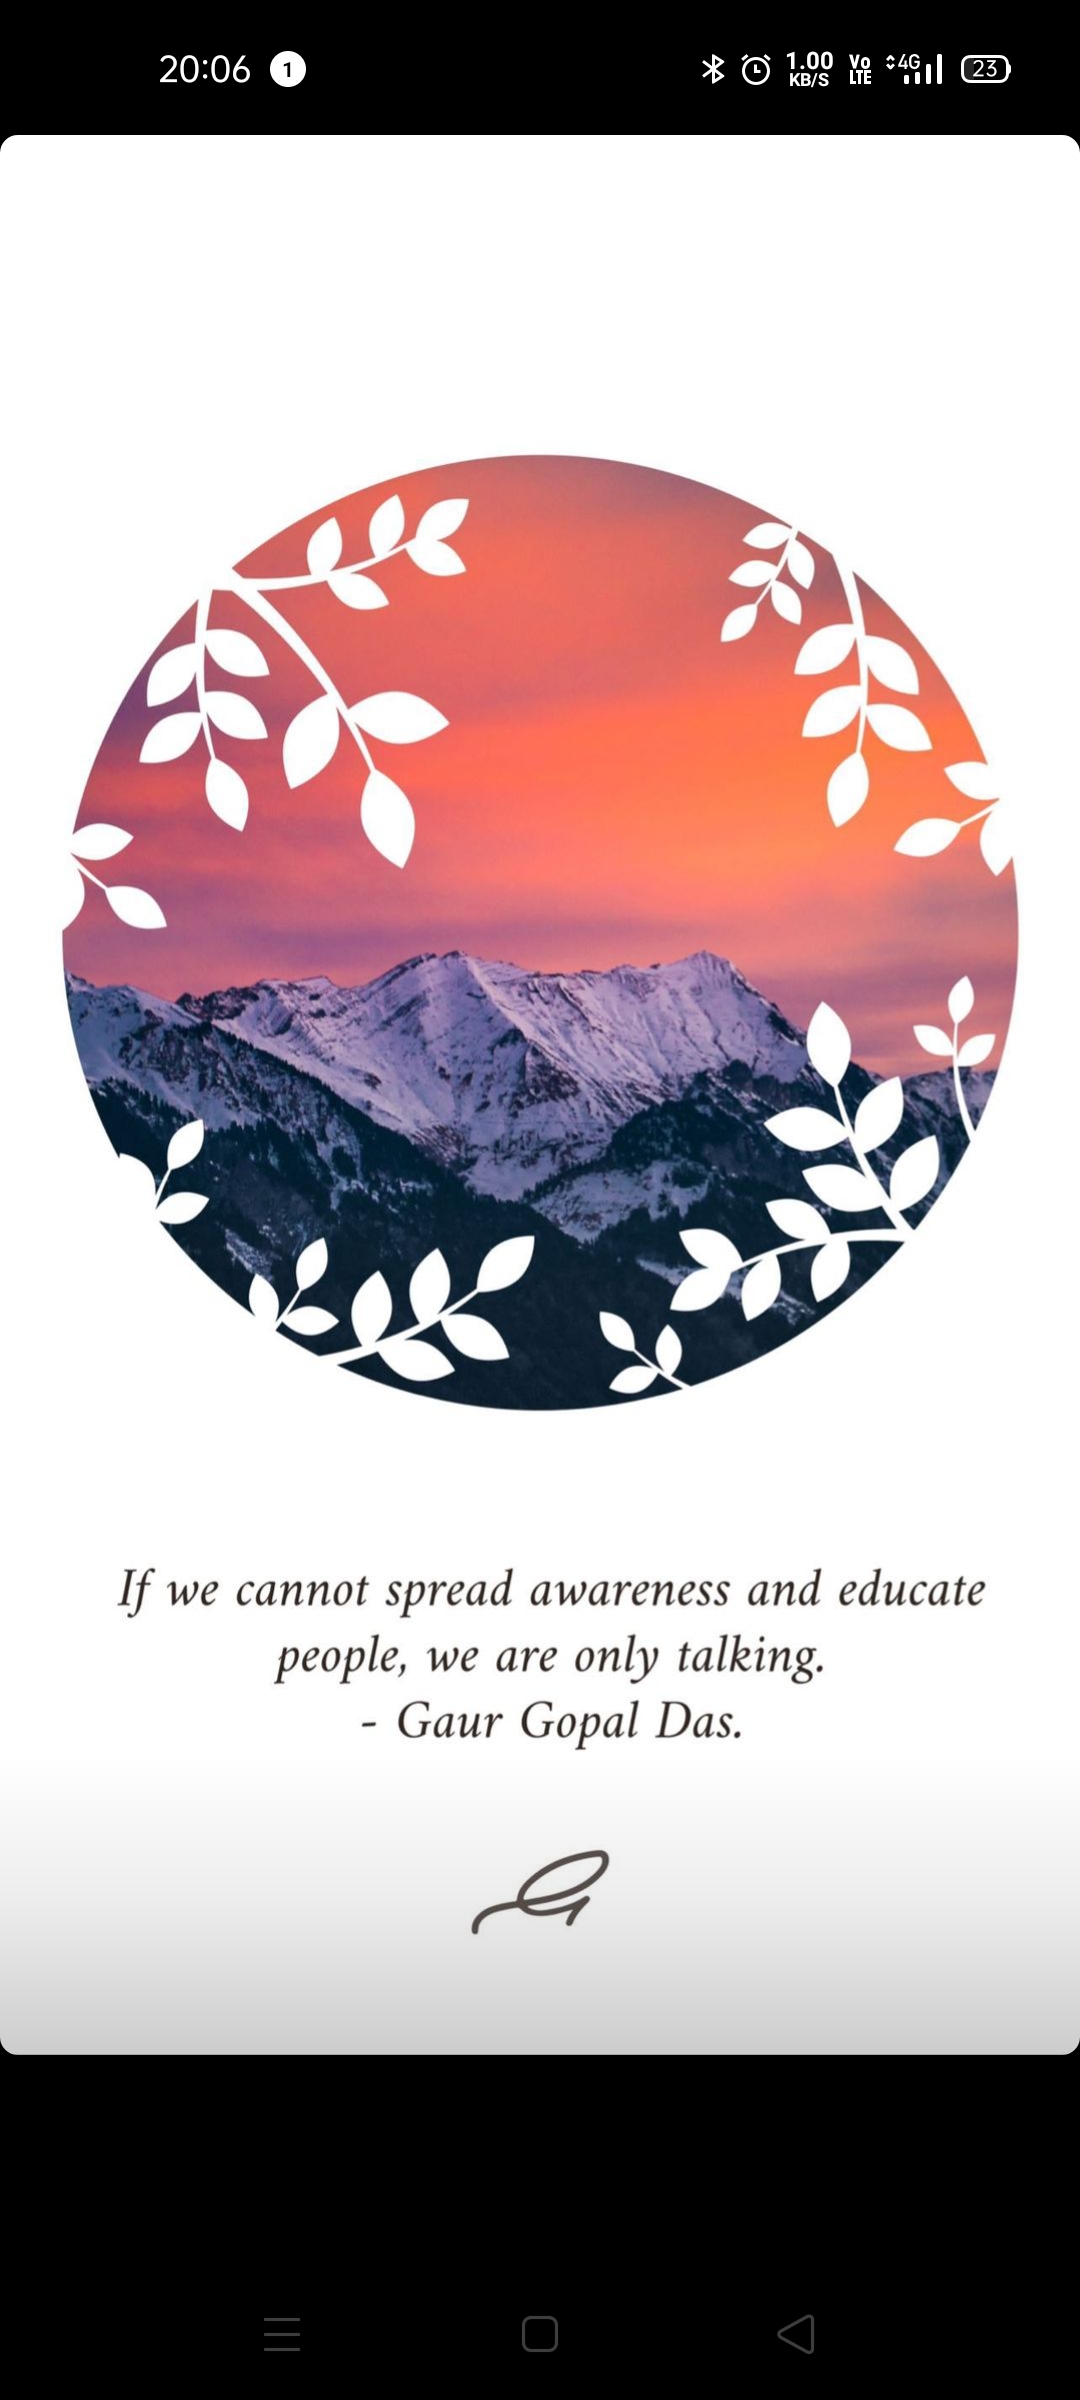 20:06 1 1.00 KB/S Vo LTE 4G 23
If we cannot spread awareness and educate
people, we are only talking.
- Gaur Gopal Das.